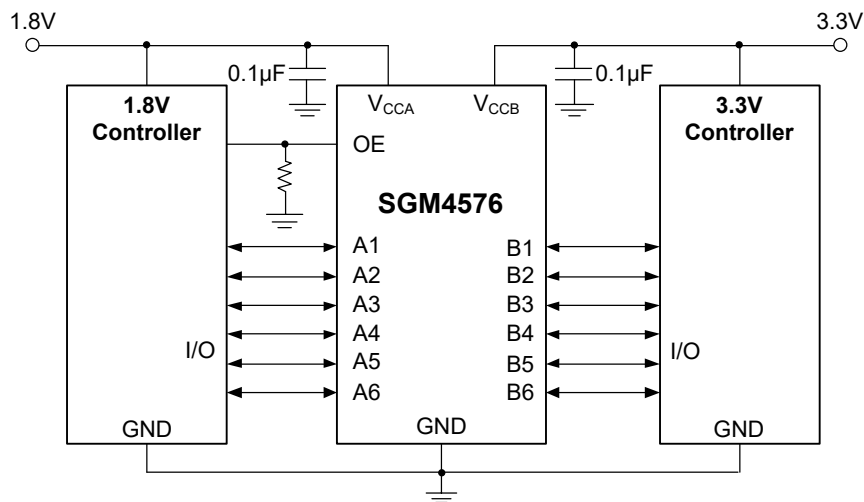 1.8V
3.3V
0.1µF
0.1µF
1.8V
Controller
VCCA
VCCB
3.3V
Controller
OE
SGM4576
A1
B1
A2
B2
A3
B3
A4
B4
I/O
A5
B5
I/O
A6
B6
GND
GND
GND